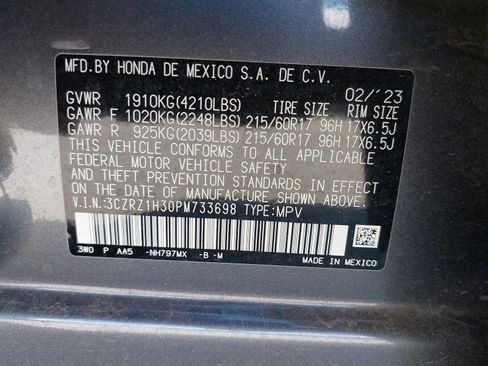 MFD.BY HONDA DE MEXICO S.A. DE C.V.
02/'23
GVWR 1910KG(4210LBS) TIRE SIZE RIM SIZE
GAWR F 1020KG(2248LBS) 215/60R17 96H 17X6.5J
GAWR R 925KG(2039LBS) 215/60R17 96H 17X6.5J
THIS VEHICLE CONFORMS TO ALL APPLICABLE
FEDERAL MOTOR VEHICLE SAFETY
AND THEFT PREVENTION STANDARDS IN EFFECT
ON THE DATE OF MANUFACTURE SHOWN ABOVE.
V.I.N.:3CZRZ1H30PM733698 TYPE:MPV
3W0 P AA5 -NH797MX -B -M MADE IN MEXICO